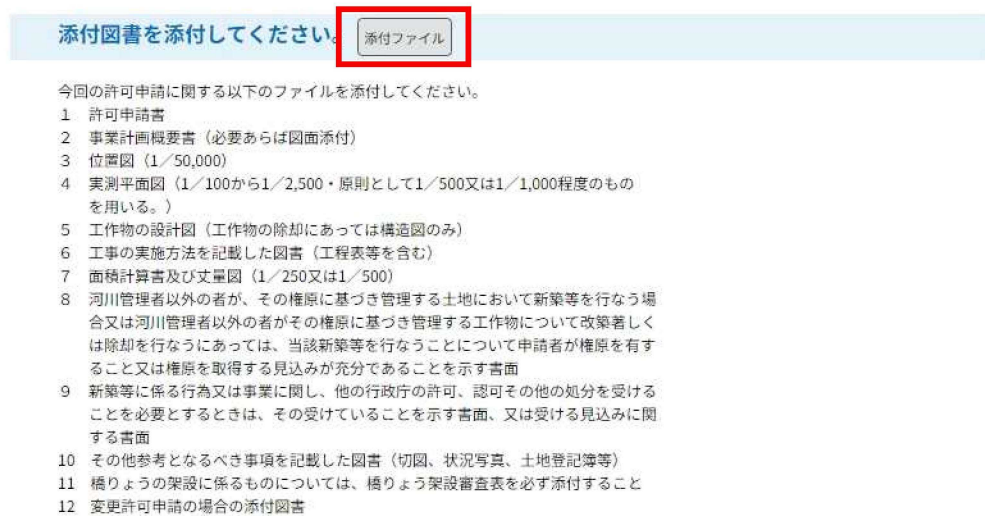 添付図書を添付してください。 添付ファイル
今回の許可申請に関する以下のファイルを添付してください。
1 許可申請書
2 事業計画概要書（必要あらば図面添付）
3 位置図（1／50,000）
4 実測平面図（1／100から1／2,500・原則として1／500又は1／1,000程度のもの
を用いる。）
5 工作物の設計図（工作物の除却にあっては構造図のみ）
6 工事の実施方法を記載した図書（工程表等を含む）
7 面積計算書及び丈量図（1／250又は1／500）
8 河川管理者以外の者が、その権原に基づき管理する土地において新築等を行なう場
合又は河川管理者以外の者がその権原に基づき管理する工作物について改築著しく
は除却を行なうにあっては、当該新築等を行なうことについて申請者が権原を有す
ること又は権原を取得する見込みが充分であることを示す書面
9 新築等に係る行為又は事業に関し、他の行政庁の許可、認可その他の処分を受ける
ことを必要とするときは、その受けていることを示す書面、又は受ける見込みに関
する書面
10 その他参考となるべき事項を記載した図書（切図、状況写真、土地登記簿等）
11 橋りょうの架設に係るものについては、橋りょう架設審査表を必ず添付すること
12 変更許可申請の場合の添付図書